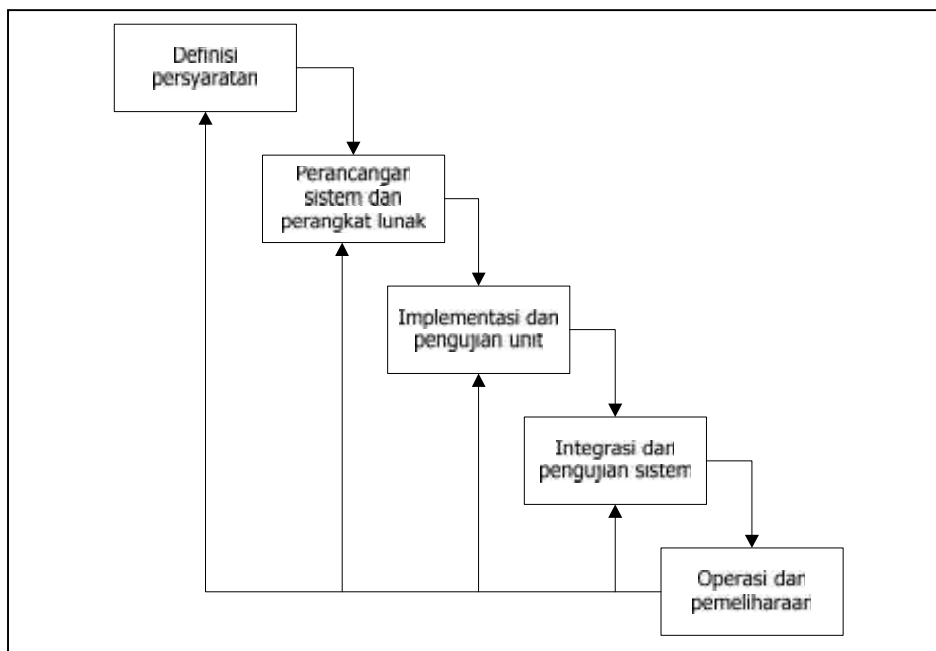 Definisi
persyaratan
Perancangan
sistem dan
perangkat lunak
Implementasi dan
pengujian unit
Integrasi dan
pengujian sistem
Operasi dan
pemeliharaan